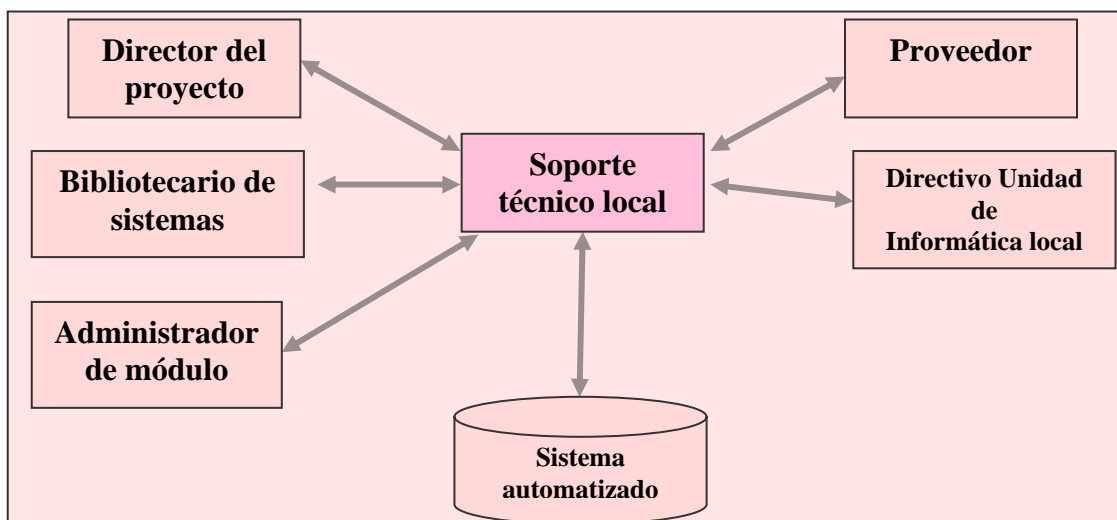 Director del
proyecto
Proveedor
Soporte
técnico local
Bibliotecario de
sistemas
Directivo Unidad
de
Informática local
Administrador
de módulo
Sistema
automatizado